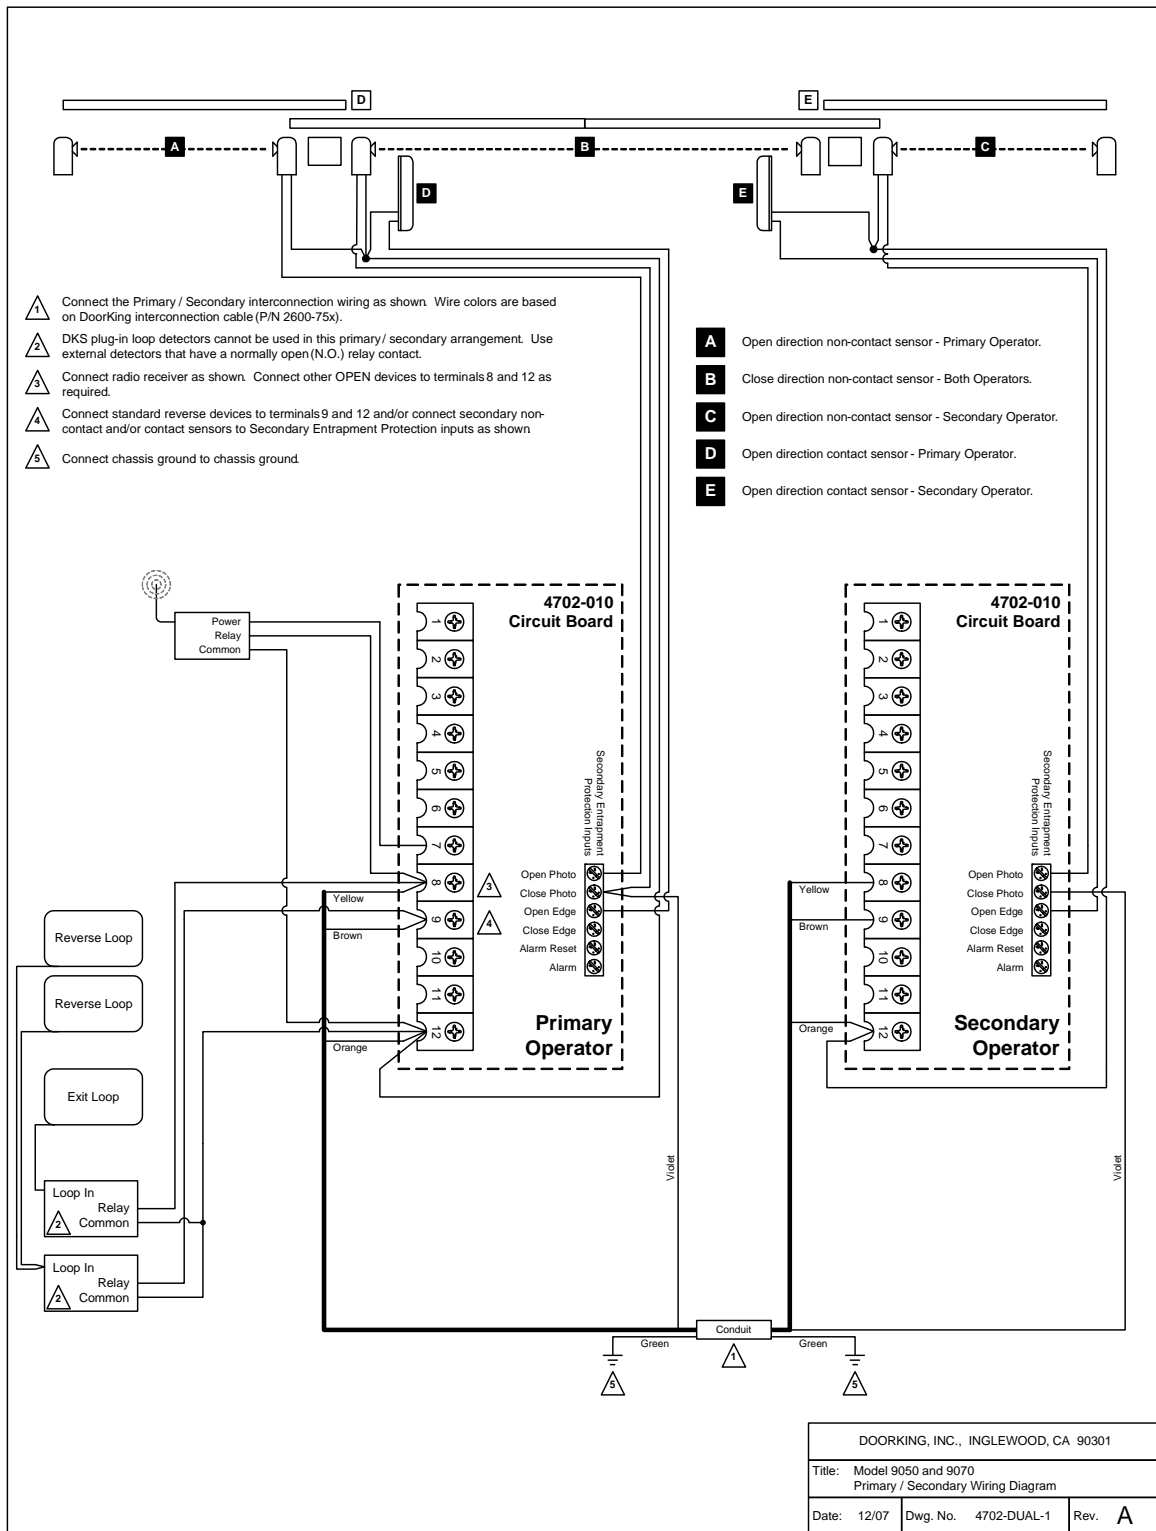 D
E
A
B
C
D
E
1
Connect the Primary / Secondary interconnection wiring as shown. Wire colors are based
on DoorKing interconnection cable (P/N 2600-75x).
2
DKS plug-in loop detectors cannot be used in this primary / secondary arrangement. Use
external detectors that have a normally open (N.O.) relay contact.
3
Connect radio receiver as shown. Connect other OPEN devices to terminals 8 and 12 as
required.
4
Connect standard reverse devices to terminals 9 and 12 and/or connect secondary non-
contact and/or contact sensors to Secondary Entrapment Protection inputs as shown
5
Connect chassis ground to chassis ground.
A Open direction non-contact sensor - Primary Operator.
B Close direction non-contact sensor - Both Operators.
C Open direction non-contact sensor - Secondary Operator.
D Open direction contact sensor - Primary Operator.
E Open direction contact sensor - Secondary Operator.
Power
Relay
Common
4702-010
Circuit Board
1
2
3
4
5
6
7
8
9
10
11
12
Secondary Entrapment
Protection Inputs
Open Photo
Close Photo
Open Edge
Close Edge
Alarm Reset
Alarm
3
4
Yellow
Brown
Orange
Primary
Operator
4702-010
Circuit Board
1
2
3
4
5
6
7
8
9
10
11
12
Secondary Entrapment
Protection Inputs
Open Photo
Close Photo
Open Edge
Close Edge
Alarm Reset
Alarm
Yellow
Brown
Orange
Secondary
Operator
Reverse Loop
Reverse Loop
Exit Loop
Loop In
Relay
2 Common
Loop In
Relay
2 Common
Violet
Violet
Conduit
Green
Green
1
5
5
DOORKING, INC., INGLEWOOD, CA 90301
Title: Model 9050 and 9070
Primary / Secondary Wiring Diagram
Date: 12/07 Dwg. No. 4702-DUAL-1 Rev. A